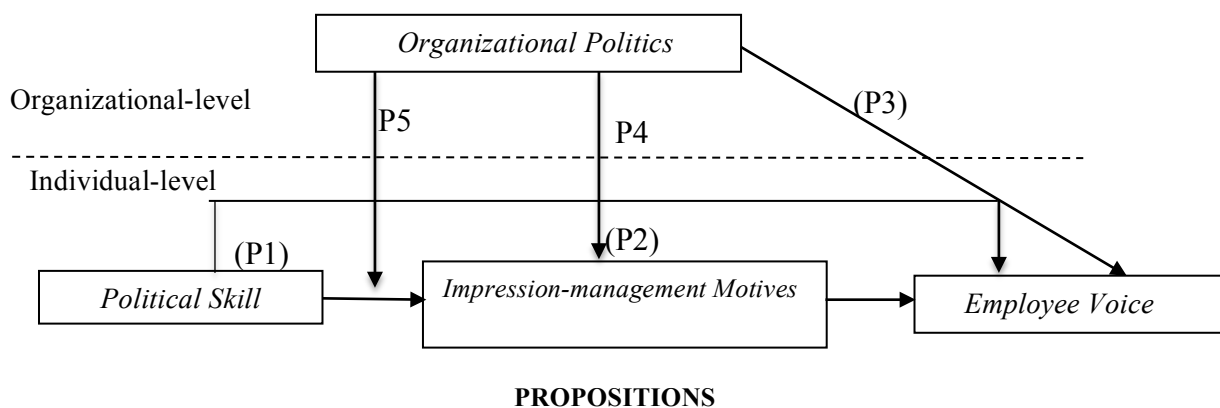 Organizational Politics
Organizational-level
P5
P4
(P3)
Individual-level
(P1)
(P2)
Political Skill
Impression-management Motives
Employee Voice
PROPOSITIONS